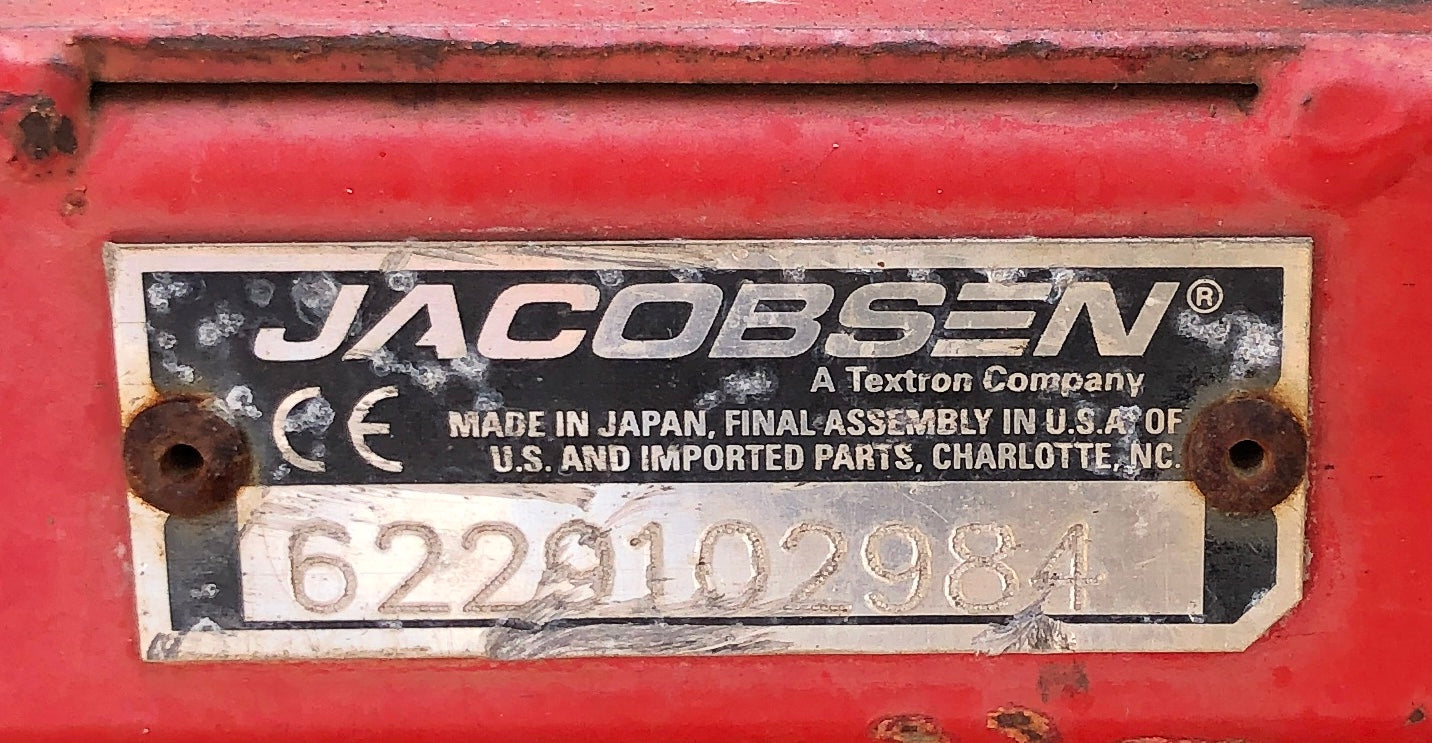 JACOBSEN®
A Textron Company
CE
MADE IN JAPAN, FINAL ASSEMBLY IN U.S.A. OF
U.S. AND IMPORTED PARTS, CHARLOTTE, NC.
6229102984